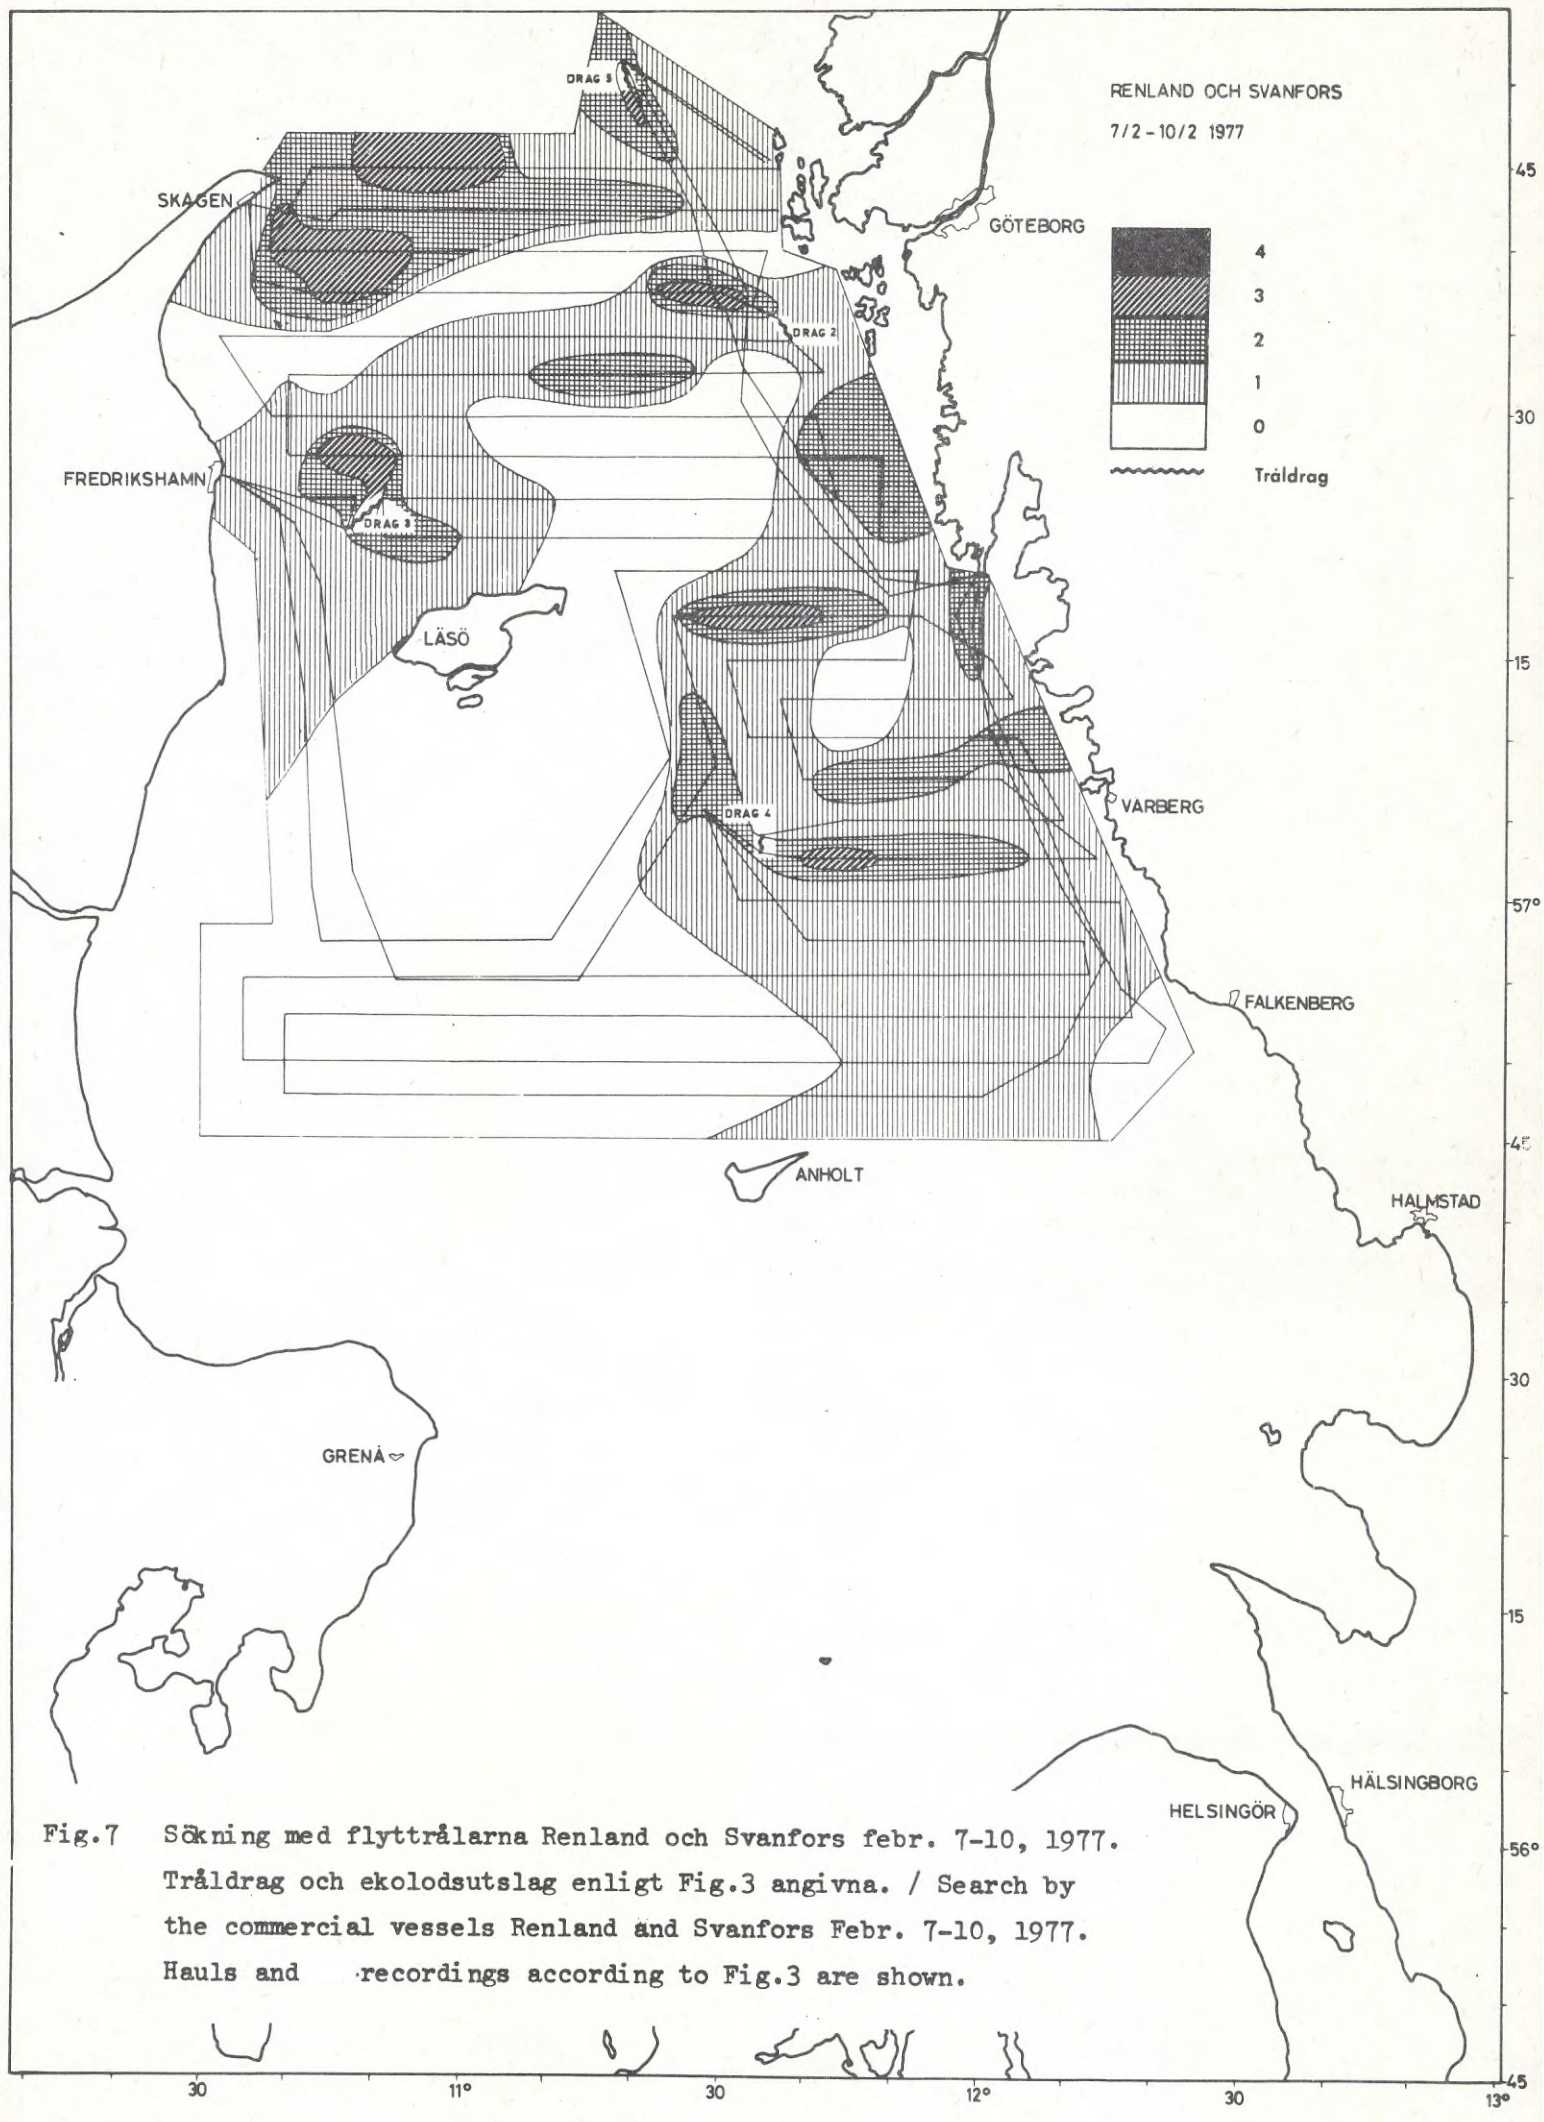 DRAG 5
RENLAND OCH SVANFORS
7/2 - 10/2 1977
45
SKAGEN
GÖTEBORG
4
3
2
1
0
DRAG 2
30
FREDRIKSHAMN
Tråldrag
DRAG 3
LÄSÖ
15
VARBERG
DRAG 4
57°
FALKENBERG
45
ANHOLT
HALMSTAD
30
GRENÅ
15
HÄLSINGBORG
HELSINGÖR
56°
Fig.7 Sökning med flyttrålarna Renland och Svanfors febr. 7-10, 1977.
Tråldrag och ekolodsutslag enligt Fig.3 angivna. / Search by
the commercial vessels Renland and Svanfors Febr. 7-10, 1977.
Hauls and recordings according to Fig.3 are shown.
45
30 11° 30 12° 30 13°